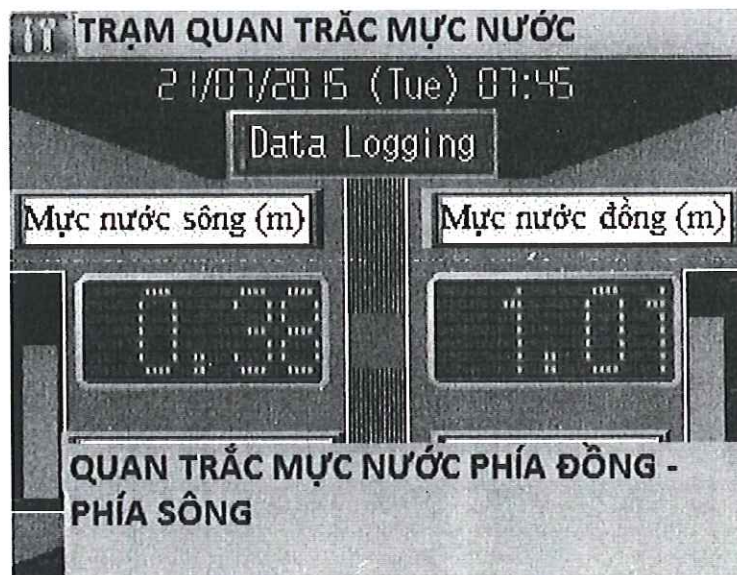 TRẠM QUAN TRẮC MỰC NƯỚC
21/07/2015 (Tue) 07:45
Data Logging
Mực nước sông (m)
Mực nước đồng (m)
0.38
1.01
QUAN TRẮC MỰC NƯỚC PHÍA ĐỒNG -
PHÍA SÔNG